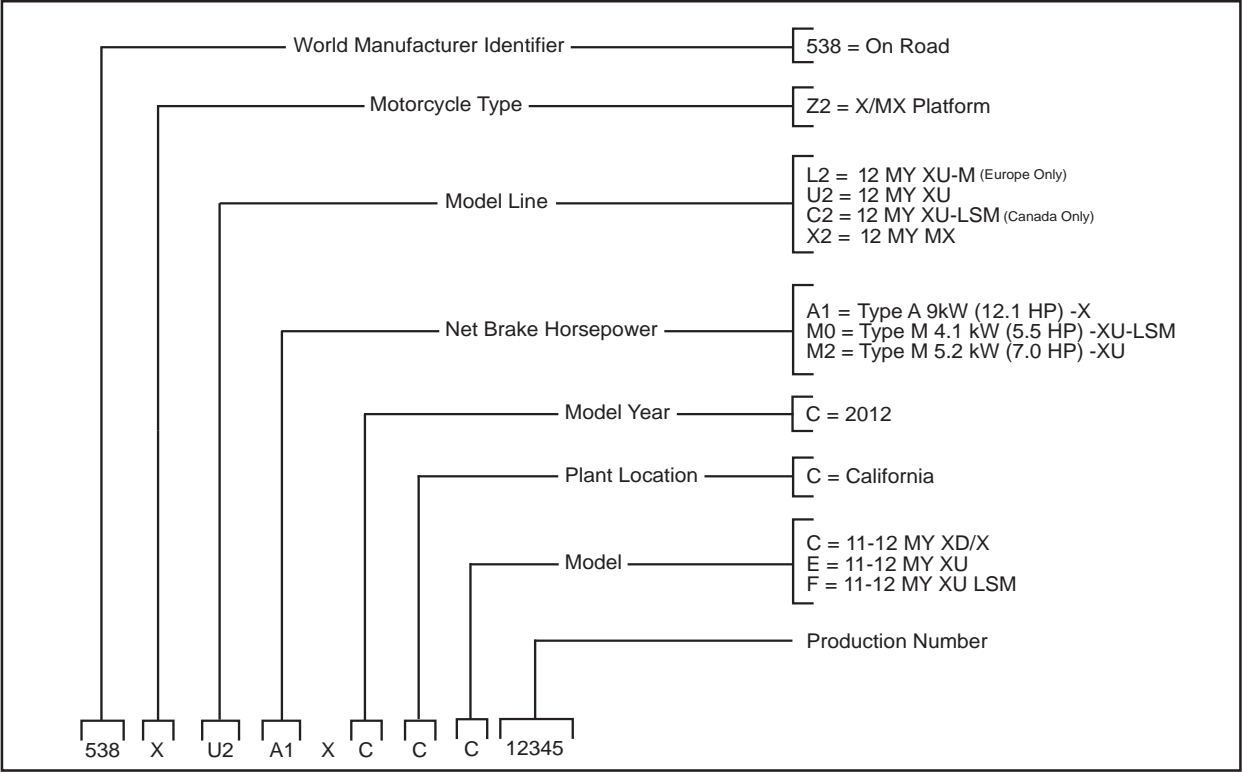 World Manufacturer Identifier
538 = On Road
Motorcycle Type
Z2 = X/MX Platform
Model Line
L2 = 12 MY XU-M (Europe Only)
U2 = 12 MY XU
C2 = 12 MY XU-LSM (Canada Only)
X2 = 12 MY MX
Net Brake Horsepower
A1 = Type A 9kW (12.1 HP) -X
M0 = Type M 4.1 kW (5.5 HP) -XU-LSM
M2 = Type M 5.2 kW (7.0 HP) -XU
Model Year
C = 2012
Plant Location
C = California
Model
C = 11-12 MY XD/X
E = 11-12 MY XU
F = 11-12 MY XU LSM
Production Number
538 X U2 A1 X C C C 12345